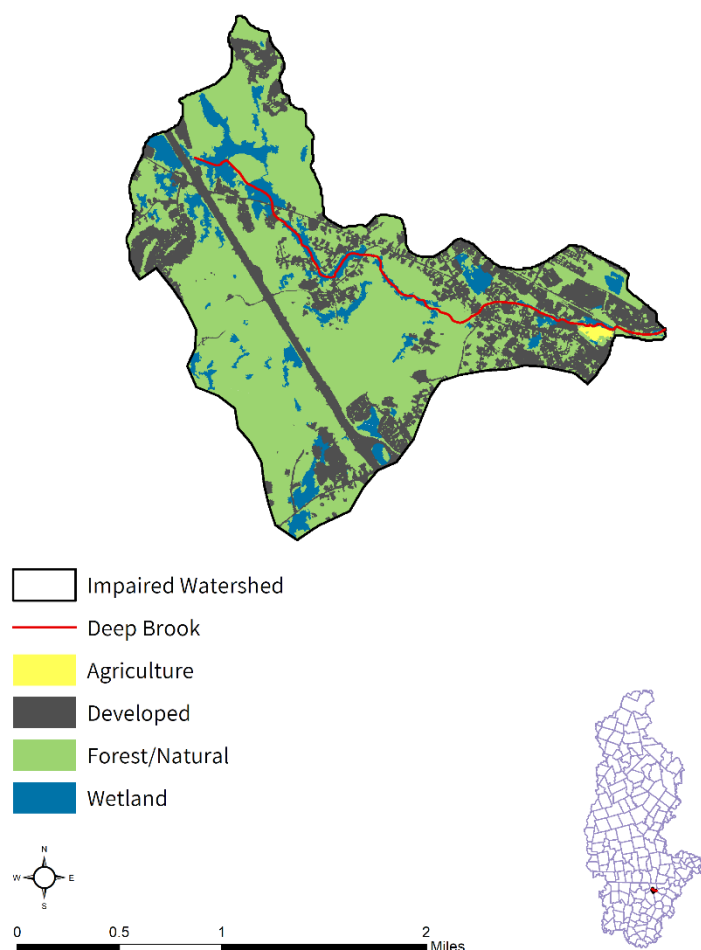 Impaired Watershed
Deep Brook
Agriculture
Developed
Forest/Natural
Wetland
N
W E
S
0 0.5 1 2
Miles